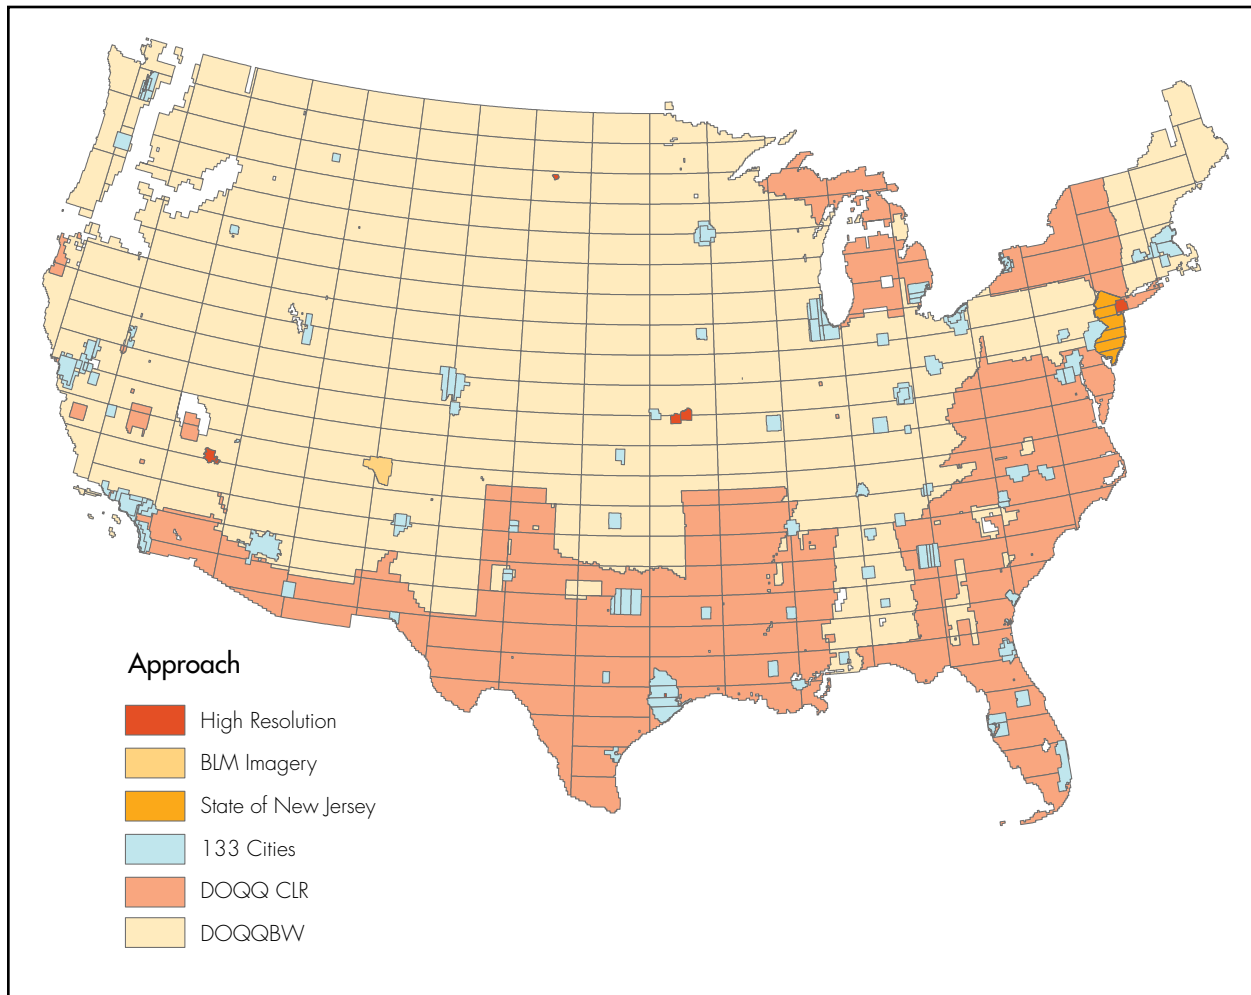 Approach
High Resolution
BLM Imagery
State of New Jersey
133 Cities
DOQQ CLR
DOQQBW